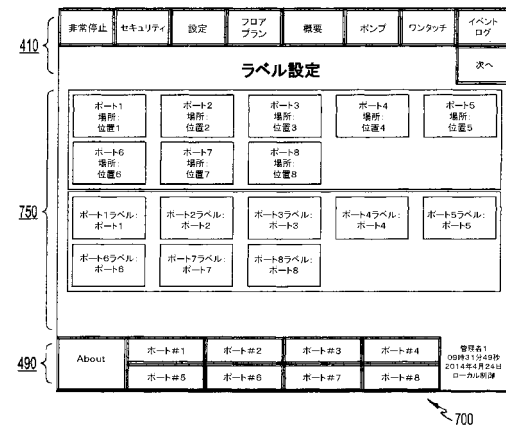 非常停止 セキュリティ 設定 フロアプラン 概要 ポンプ ワンタッチ イベントログ
410
ラベル設定
次へ
ポート1 場所: 位置1
ポート2 場所: 位置2
ポート3 場所: 位置3
ポート4 場所: 位置4
ポート5 場所: 位置5
ポート6 場所: 位置6
ポート7 場所: 位置7
ポート8 場所: 位置8
750
ポート1ラベル: ポート1
ポート2ラベル: ポート2
ポート3ラベル: ポート3
ポート4ラベル: ポート4
ポート5ラベル: ポート5
ポート6ラベル: ポート6
ポート7ラベル: ポート7
ポート8ラベル: ポート8
490
About
ポート#1 ポート#2 ポート#3 ポート#4
ポート#5 ポート#6 ポート#7 ポート#8
管理者1
09時31分49秒
2014年4月24日
ローカル制御
700